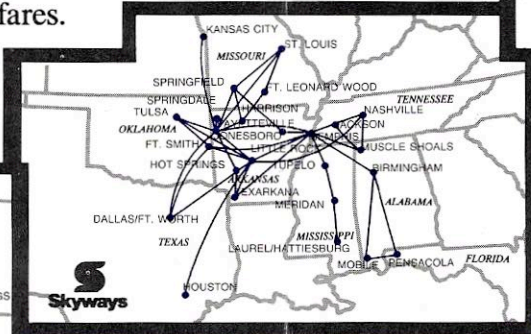 fares.
KANSAS CITY
ST. LOUIS
MISSOURI
SPRINGFIELD
FT. LEONARD WOOD
SPRINGDALE
HARRISON
TENNESSEE
TULSA
NASHVILLE
FAYETTEVILLE
JACKSON
OKLAHOMA
JONESBORO
MEMPHIS
FT. SMITH
LITTLE ROCK
MUSCLE SHOALS
HOT SPRINGS
TUPELO
BIRMINGHAM
ARKANSAS
TEXARKANA
MERIDAN
ALABAMA
DALLAS/FT. WORTH
TEXAS
MISSISSIPPI
LAUREL/HATTIESBURG
MOBILE
PENSACOLA
FLORIDA
HOUSTON
Skyways